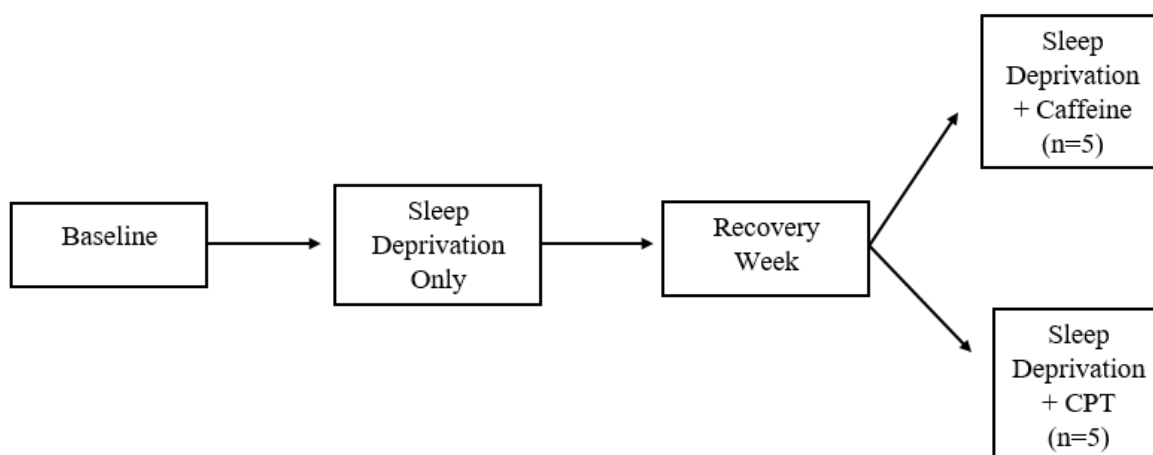 Baseline
Sleep
Deprivation
Only
Recovery
Week
Sleep
Deprivation
+ Caffeine
(n=5)
Sleep
Deprivation
+ CPT
(n=5)